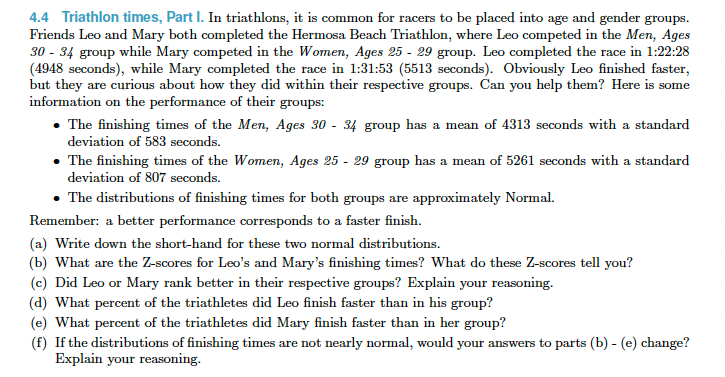 4.4 Triathlon times, Part I. In triathlons, it is common for racers to be placed into age and gender groups.
Friends Leo and Mary both completed the Hermosa Beach Triathlon, where Leo competed in the Men, Ages
30 - 34 group while Mary competed in the Women, Ages 25 - 29 group. Leo completed the race in 1:22:28
(4948 seconds), while Mary completed the race in 1:31:53 (5513 seconds). Obviously Leo finished faster,
but they are curious about how they did within their respective groups. Can you help them? Here is some
information on the performance of their groups:
• The finishing times of the Men, Ages 30 - 34 group has a mean of 4313 seconds with a standard
deviation of 583 seconds.
• The finishing times of the Women, Ages 25 - 29 group has a mean of 5261 seconds with a standard
deviation of 807 seconds.
• The distributions of finishing times for both groups are approximately Normal.
Remember: a better performance corresponds to a faster finish.
(a) Write down the short-hand for these two normal distributions.
(b) What are the Z-scores for Leo's and Mary's finishing times? What do these Z-scores tell you?
(c) Did Leo or Mary rank better in their respective groups? Explain your reasoning.
(d) What percent of the triathletes did Leo finish faster than in his group?
(e) What percent of the triathletes did Mary finish faster than in her group?
(f) If the distributions of finishing times are not nearly normal, would your answers to parts (b) - (e) change?
Explain your reasoning.